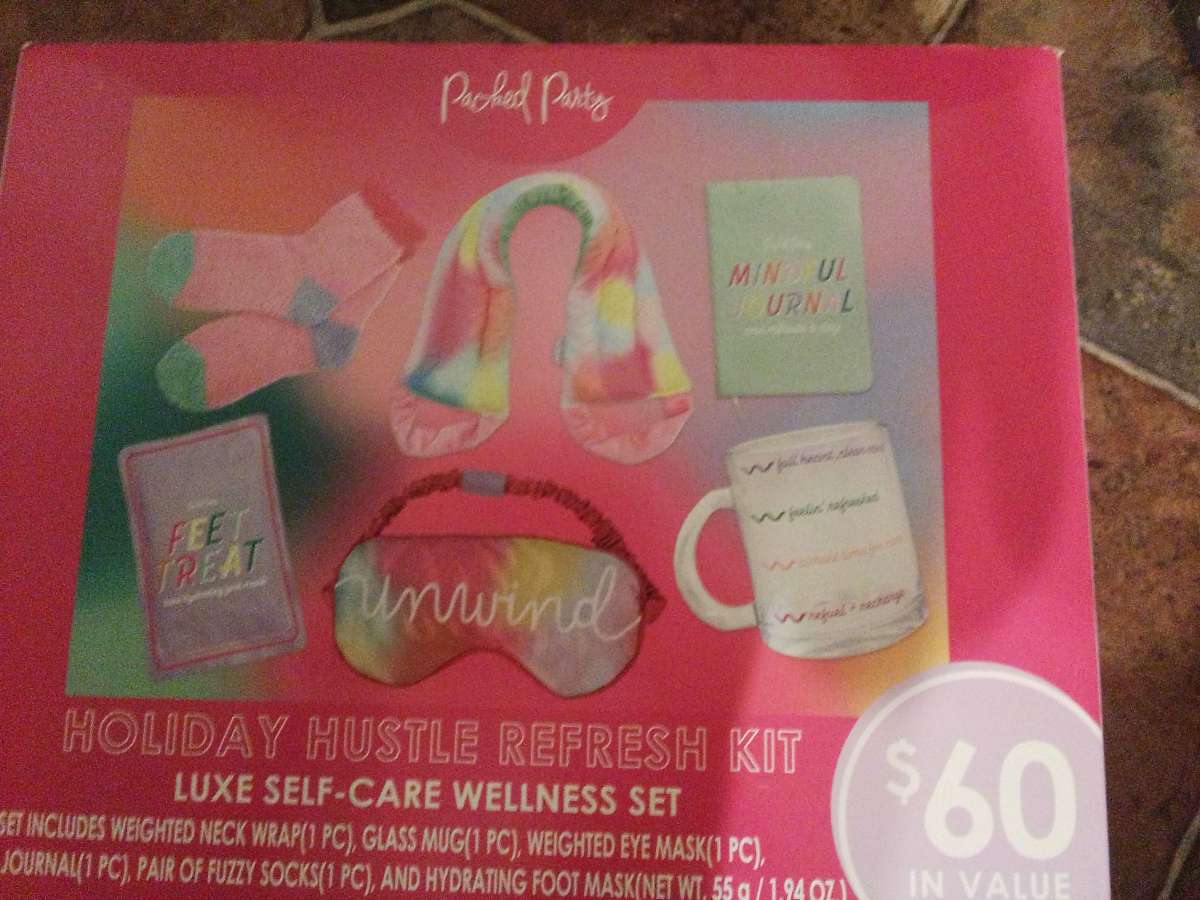 Packed Party
MINDFUL
JOURNAL
FEET
TREAT
unwind
full heart, clean
feelin' refreshed
refuel + recharge
HOLIDAY HUSTLE REFRESH KIT
LUXE SELF-CARE WELLNESS SET
SET INCLUDES WEIGHTED NECK WRAP(1 PC), GLASS MUG(1 PC), WEIGHTED EYE MASK(1 PC),
JOURNAL(1 PC), PAIR OF FUZZY SOCKS(1 PC), AND HYDRATING FOOT MASK(NET WT. 55 g / 1.94 OZ.)
$60
IN VALUE